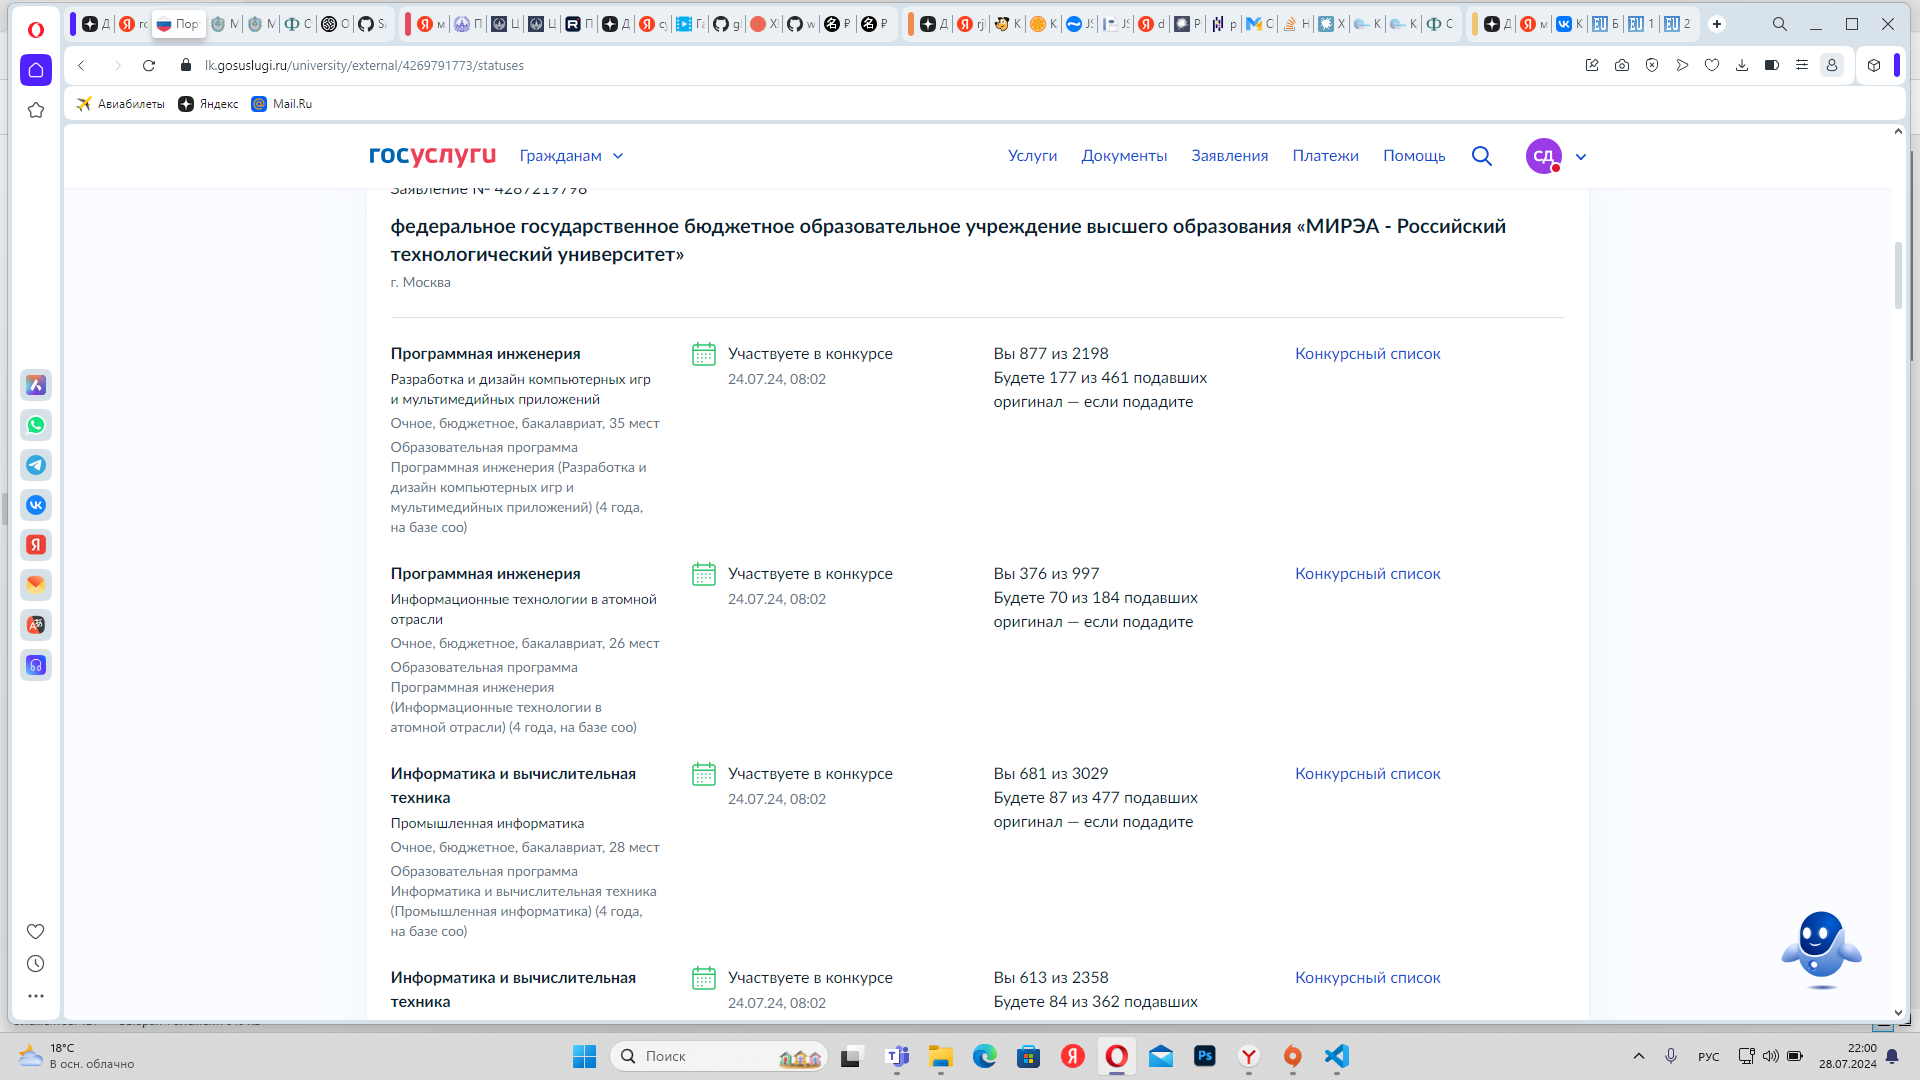 lk.gosuslugi.ru/university/external/4269791773/statuses
Авиабилеты Яндекс Mail.Ru
госуслуги Гражданам Услуги Документы Заявления Платежи Помощь СД
Заявление № 4287219798
федеральное государственное бюджетное образовательное учреждение высшего образования «МИРЭА - Российский
технологический университет»
г. Москва
Программная инженерия
Разработка и дизайн компьютерных игр
и мультимедийных приложений
Очное, бюджетное, бакалавриат, 35 мест
Образовательная программа
Программная инженерия (Разработка и
дизайн компьютерных игр и
мультимедийных приложений) (4 года,
на базе соо)
Участвуете в конкурсе
24.07.24, 08:02
Вы 877 из 2198
Будете 177 из 461 подавших
оригинал — если подадите
Конкурсный список
Программная инженерия
Информационные технологии в атомной
отрасли
Очное, бюджетное, бакалавриат, 26 мест
Образовательная программа
Программная инженерия
(Информационные технологии в
атомной отрасли) (4 года, на базе соо)
Участвуете в конкурсе
24.07.24, 08:02
Вы 376 из 997
Будете 70 из 184 подавших
оригинал — если подадите
Конкурсный список
Информатика и вычислительная
техника
Промышленная информатика
Очное, бюджетное, бакалавриат, 28 мест
Образовательная программа
Информатика и вычислительная техника
(Промышленная информатика) (4 года,
на базе соо)
Участвуете в конкурсе
24.07.24, 08:02
Вы 681 из 3029
Будете 87 из 477 подавших
оригинал — если подадите
Конкурсный список
Информатика и вычислительная
техника
Участвуете в конкурсе
24.07.24, 08:02
Вы 613 из 2358
Будете 84 из 362 подавших
Конкурсный список
18°C
В осн. облачно
Поиск
РУС
22:00
28.07.2024